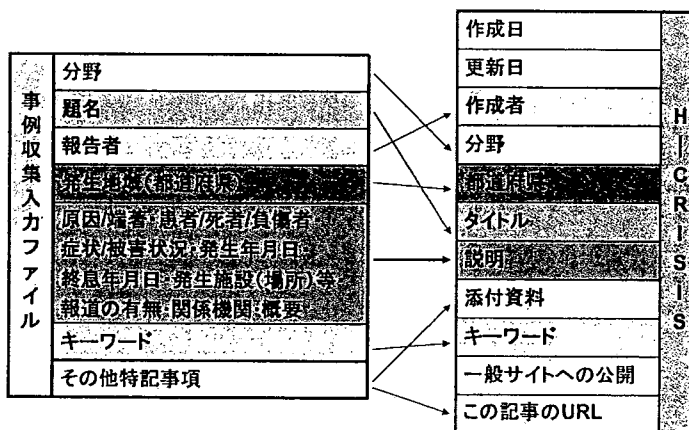 事例収集入力ファイル
分野
題名
報告者
発生地域(都道府県)
原因/端著・患者/死者/負傷者
症状/被害状況・発生年月日
終息年月日・発生施設(場所)等
報道の有無・関係機関・概要
キーワード
その他特記事項
作成日
更新日
作成者
分野
都道府県
タイトル
説明
添付資料
キーワード
一般サイトへの公開
この記事のURL
H-CRISIS